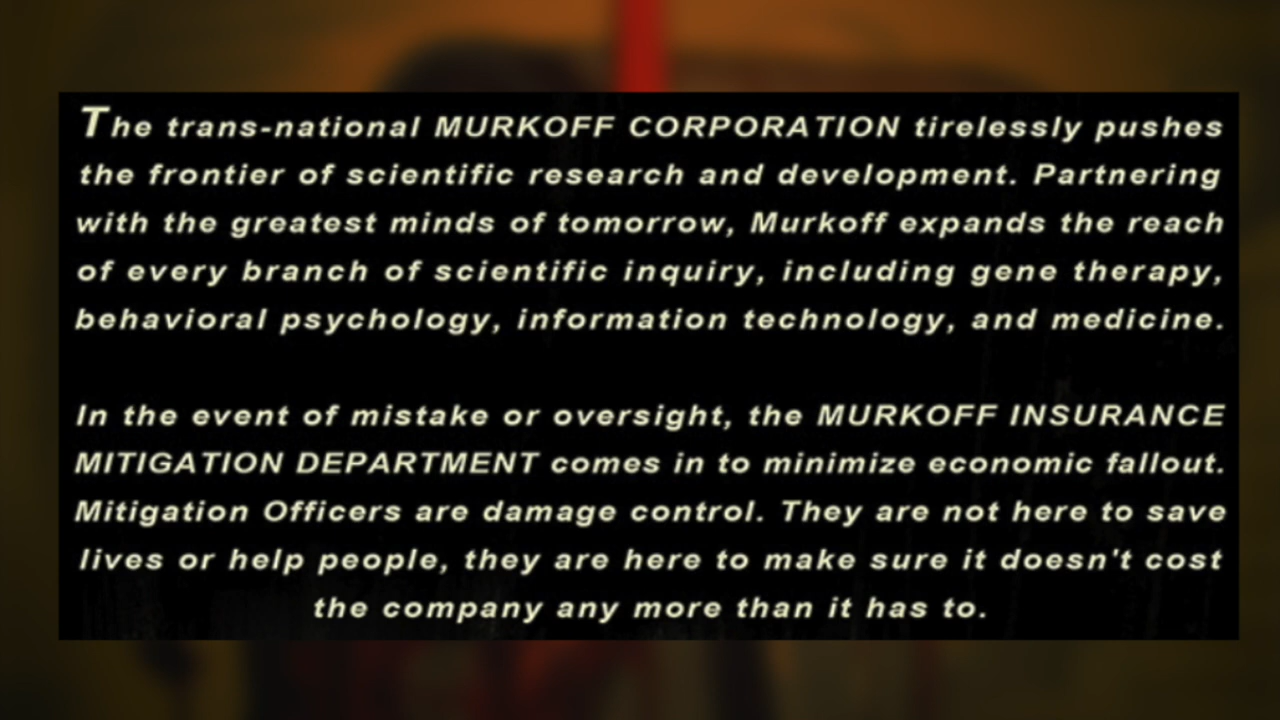 The trans-national MURKOFF CORPORATION tirelessly pushes
the frontier of scientific research and development. Partnering
with the greatest minds of tomorrow, Murkoff expands the reach
of every branch of scientific inquiry, including gene therapy,
behavioral psychology, information technology, and medicine.
In the event of mistake or oversight, the MURKOFF INSURANCE
MITIGATION DEPARTMENT comes in to minimize economic fallout.
Mitigation Officers are damage control. They are not here to save
lives or help people, they are here to make sure it doesn't cost
the company any more than it has to.